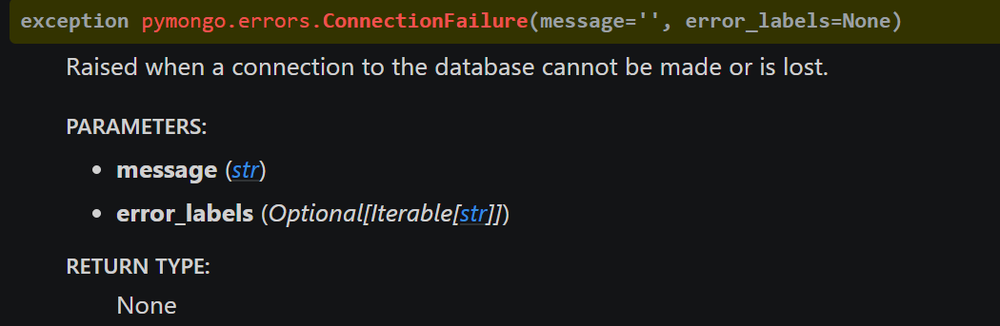 exception pymongo.errors.ConnectionFailure(message='', error_labels=None)
Raised when a connection to the database cannot be made or is lost.
PARAMETERS:
• message (str)
• error_labels (Optional[Iterable[str]])
RETURN TYPE:
None